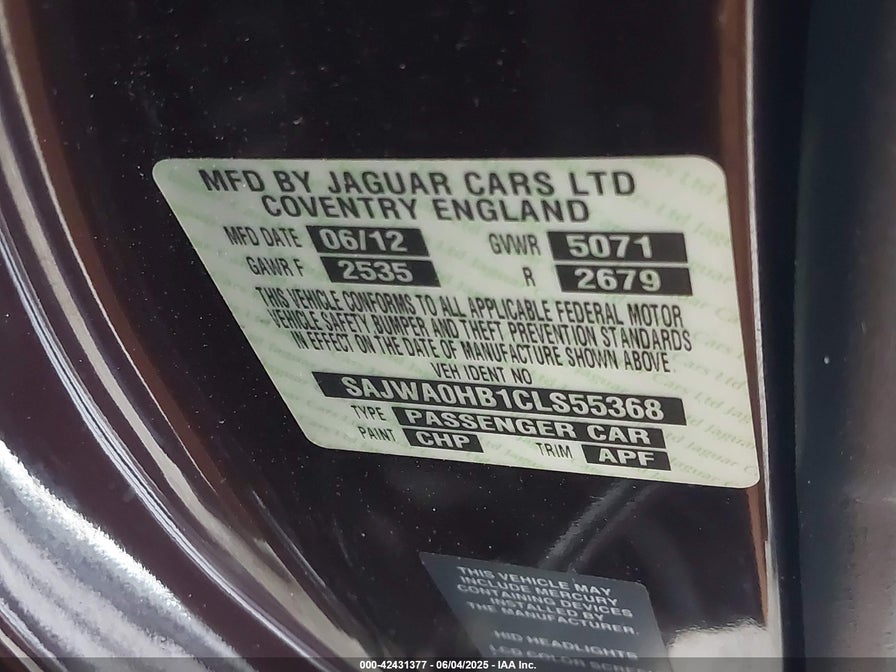 MFD BY JAGUAR CARS LTD
COVENTRY ENGLAND
MFD DATE 06/12 GVWR 5071
GAWR F 2535 R 2679
THIS VEHICLE CONFORMS TO ALL APPLICABLE FEDERAL MOTOR
VEHICLE SAFETY, BUMPER AND THEFT PREVENTION STANDARDS
IN EFFECT ON THE DATE OF MANUFACTURE SHOWN ABOVE.
VEH IDENT NO
SAJWA0HB1CLS55368
TYPE PASSENGER CAR
PAINT CHP TRIM APF
THIS VEHICLE MAY
INCLUDE MERCURY
CONTAINING DEVICES
INSTALLED BY
THE MANUFACTURER.
HID HEADLIGHTS
LCD COLOR
000-42431377 - 06/04/2025 - IAA Inc.